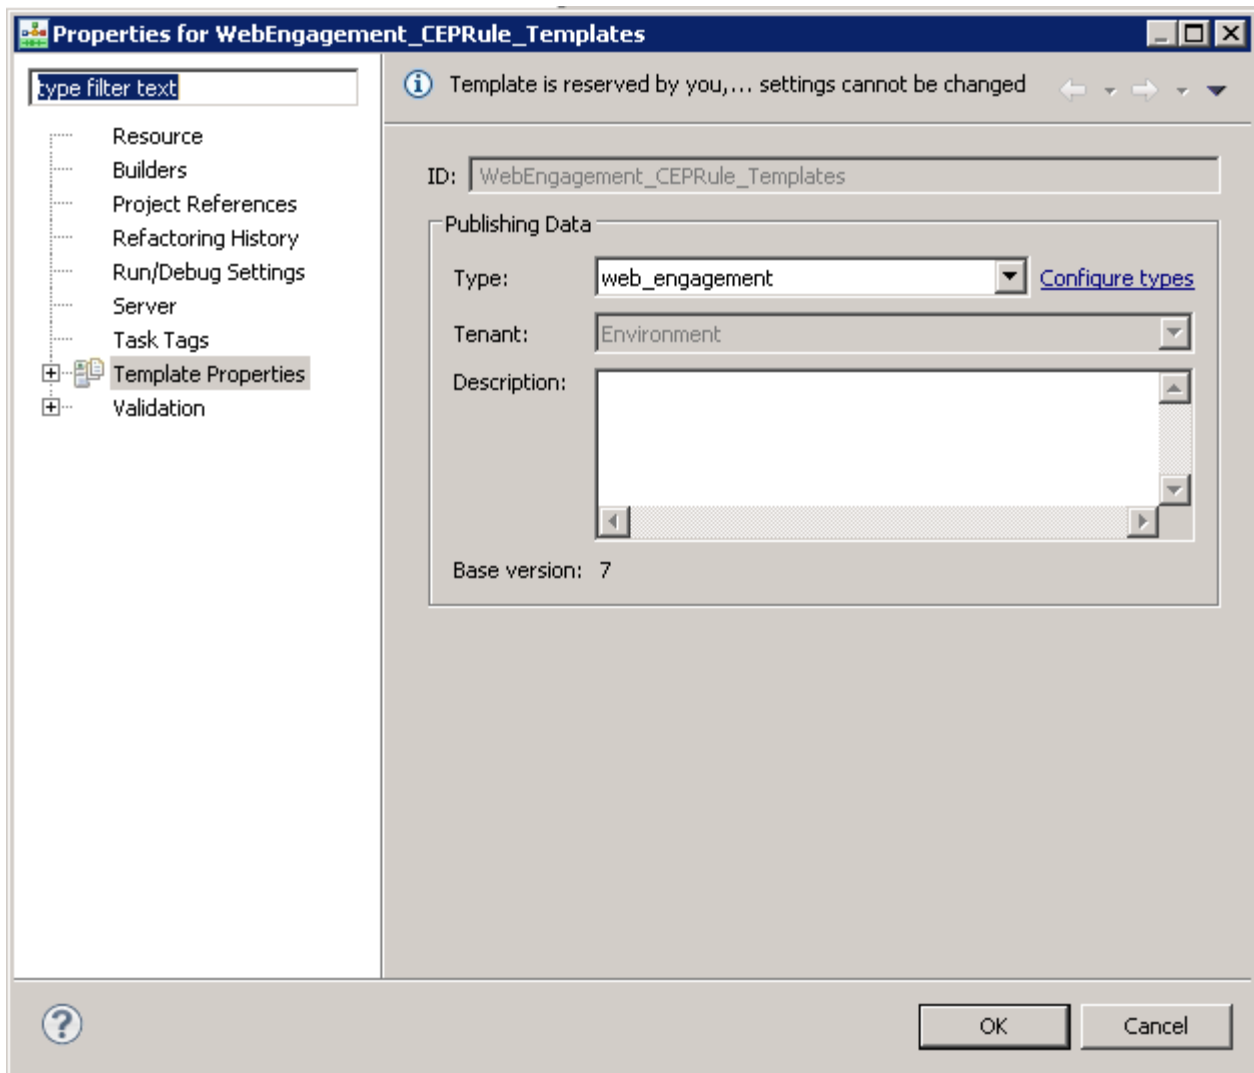 Properties for WebEngagement_CEPRule_Templates
type filter text
Template is reserved by you,... settings cannot be changed
Resource
Builders
Project References
Refactoring History
Run/Debug Settings
Server
Task Tags
Template Properties
Validation
ID: WebEngagement_CEPRule_Templates
Publishing Data
Type: web_engagement Configure types
Tenant: Environment
Description:
Base version: 7
OK Cancel